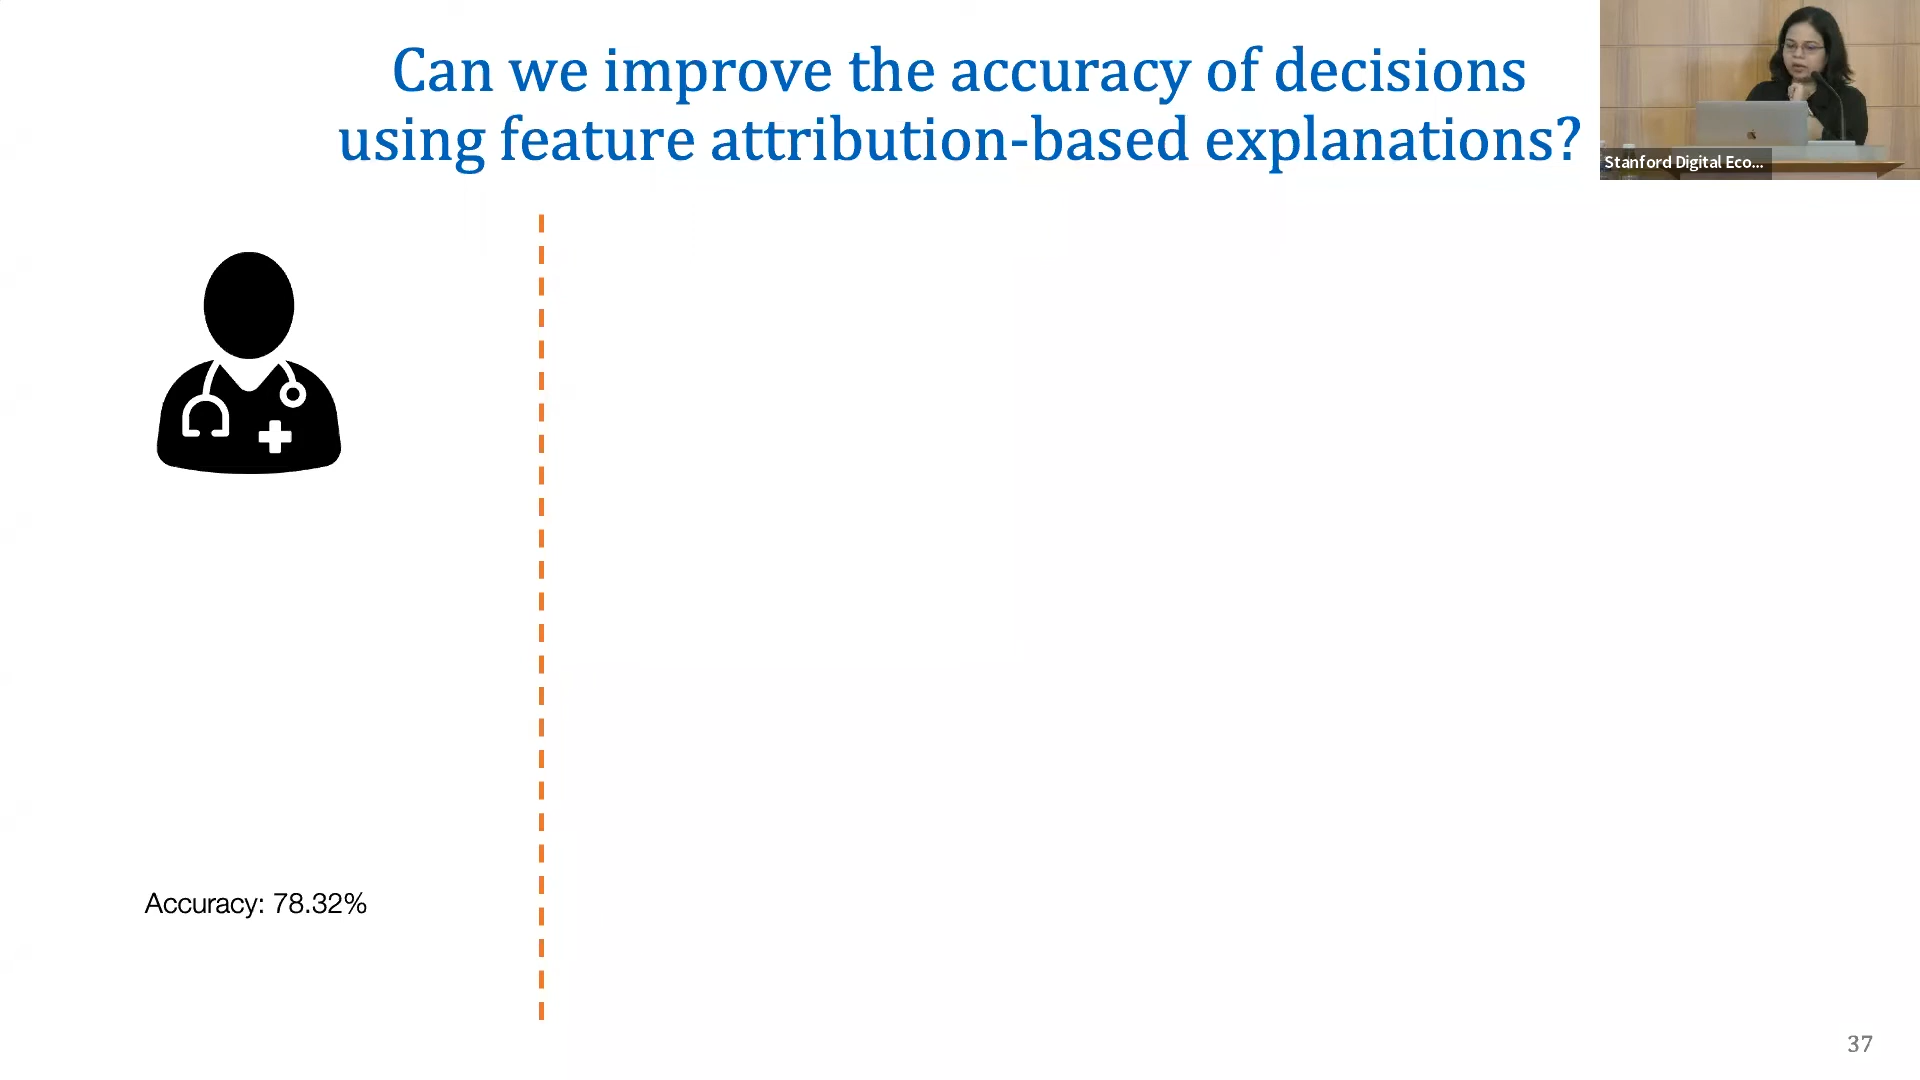 Can we improve the accuracy of decisions
using feature attribution-based explanations?
Stanford Digital Eco...
Accuracy: 78.32%
37